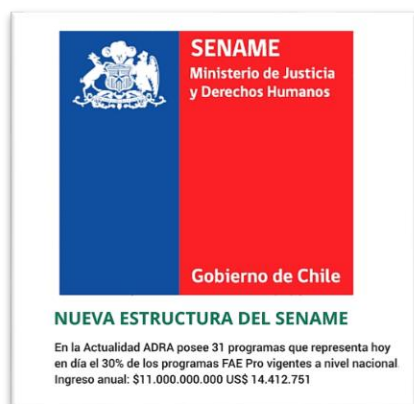 SENAME
Ministerio de Justicia
y Derechos Humanos
Gobierno de Chile
NUEVA ESTRUCTURA DEL SENAME
En la Actualidad ADRA posee 31 programas que representa hoy
en día el 30% de los programas FAE Pro vigentes a nivel nacional
Ingreso anual: $11.000.000.000 US$ 14.412.751